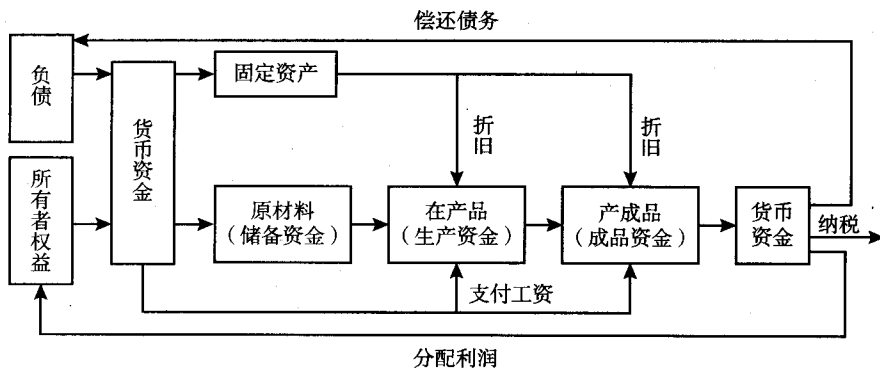 偿还债务
负债
货币资金
固定资产
折旧
折旧
所有者权益
原材料
（储备资金）
在产品
（生产资金）
产成品
（成品资金）
货币
资金
纳税
支付工资
分配利润